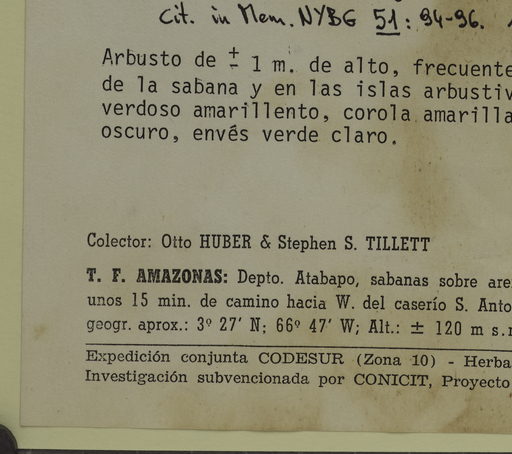 Cit. in Mem. NYBG 51: 94-96.
Arbusto de ± 1 m. de alto, frecuente
de la sabana y en las islas arbustiv
verdoso amarillento, corola amarilla
oscuro, envés verde claro.
Colector: Otto HUBER & Stephen S. TILLETT
T. F. AMAZONAS: Depto. Atabapo, sabanas sobre are
unos 15 min. de camino hacia W. del caserío S. Anto
geogr. aprox.: 3º 27' N; 66º 47' W; Alt.: ± 120 m s.
Expedición conjunta CODESUR (Zona 10) - Herba
Investigación subvencionada por CONICIT, Proyecto